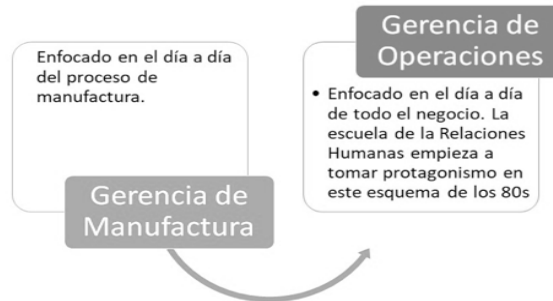 Enfocado en el día a día
del proceso de
manufactura.
Gerencia de
Manufactura
Gerencia de
Operaciones
• Enfocado en el día a día
de todo el negocio. La
escuela de la Relaciones
Humanas empieza a
tomar protagonismo en
este esquema de los 80s